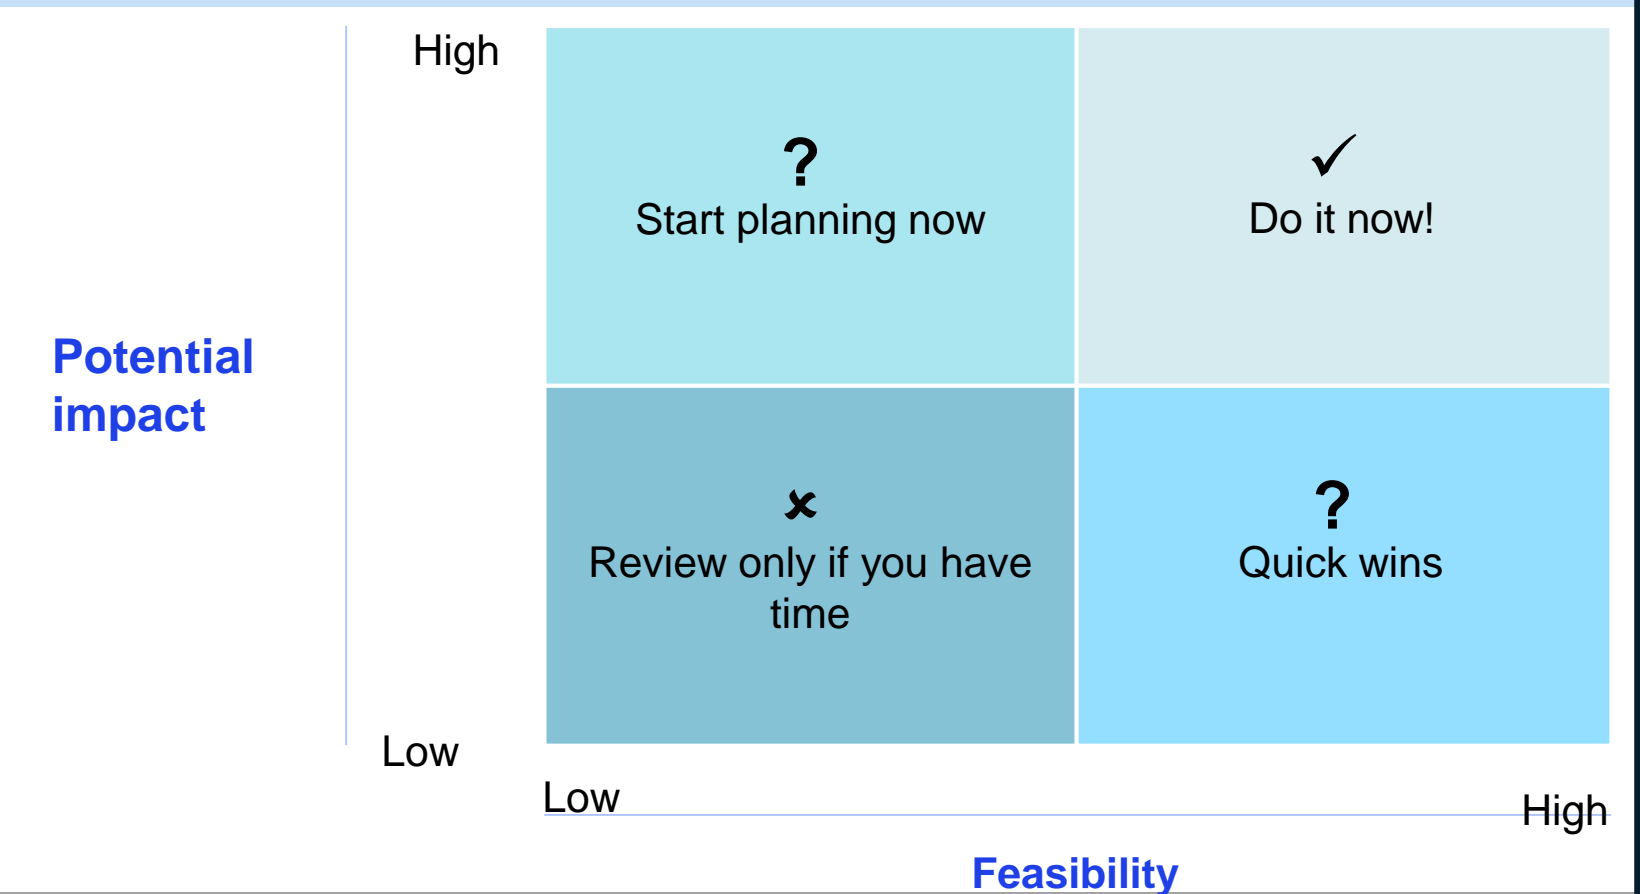 High
?
Start planning now
✓
Do it now!
Potential
impact
✘
Review only if you have
time
?
Quick wins
Low
Low
High
Feasibility